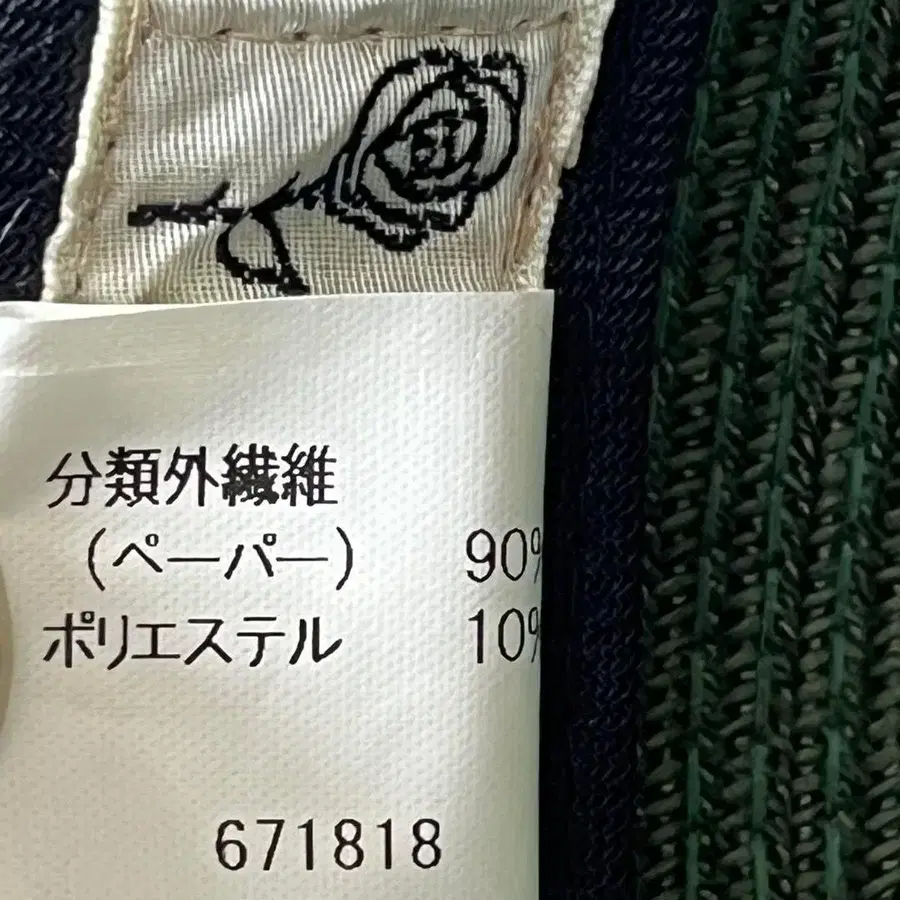 分類外繊維
(ペーパー) 90%
ポリエステル 10%
671818